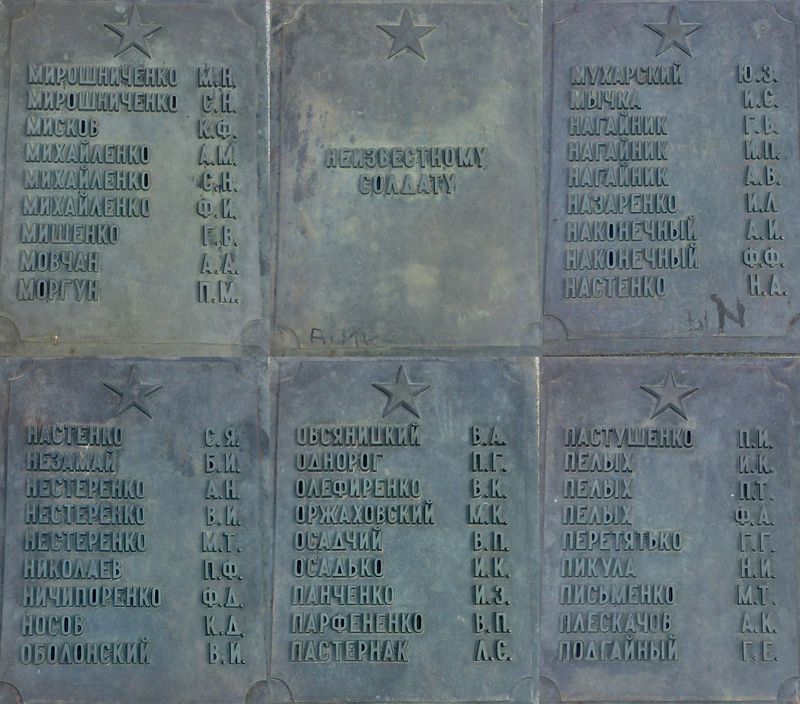 МИРОШНИЧЕНКО М.Н.
МИРОШНИЧЕНКО С.Н.
МИСКОВ К.Ф.
МИХАЙЛЕНКО А.М.
МИХАЙЛЕНКО С.Н.
МИХАЙЛЕНКО Ф.И.
МИШЕНКО Г.В.
МОВЧАН А.А.
МОРГУН П.М.
НЕИЗВЕСТНОМУ
СОЛДАТУ
МУХАРСКИЙ Ю.З.
МЫЧКА И.С.
НАГАЙНИК Г.В.
НАГАЙНИК И.П.
НАГАЙНИК А.В.
НАЗАРЕНКО И.Л
НАКОНЕЧНЫЙ А.И.
НАКОНЕЧНЫЙ Ф.Ф.
НАСТЕНКО Н.А.
НАСТЕНКО С.Я.
НЕЗАМАЙ Б.И.
НЕСТЕРЕНКО А.Н.
НЕСТЕРЕНКО В.И.
НЕСТЕРЕНКО М.Т.
НИКОЛАЕВ П.Ф.
НИЧИПОРЕНКО Ф.Д.
НОСОВ К.Д.
ОБОЛОНСКИЙ В.И.
ОВСЯНИЦКИЙ В.А.
ОДНОРОГ П.Г.
ОЛЕФИРЕНКО В.К.
ОРЖАХОВСКИЙ М.К.
ОСАДЧИЙ В.П.
ОСАДЬКО И.К.
ПАНЧЕНКО И.З.
ПАРФЕНЕНКО В.П.
ПАСТЕРНАК Л.С.
ПАСТУШЕНКО П.И.
ПЕЛЫХ И.К.
ПЕЛЫХ П.Т.
ПЕЛЫХ Ф.А.
ПЕРЕТЯТЬКО Г.Г.
ПИКУЛА Н.И.
ПИСЬМЕНКО М.Т.
ПЛЕСКАЧОВ А.К.
ПОДГАЙНЫЙ Г.Е.